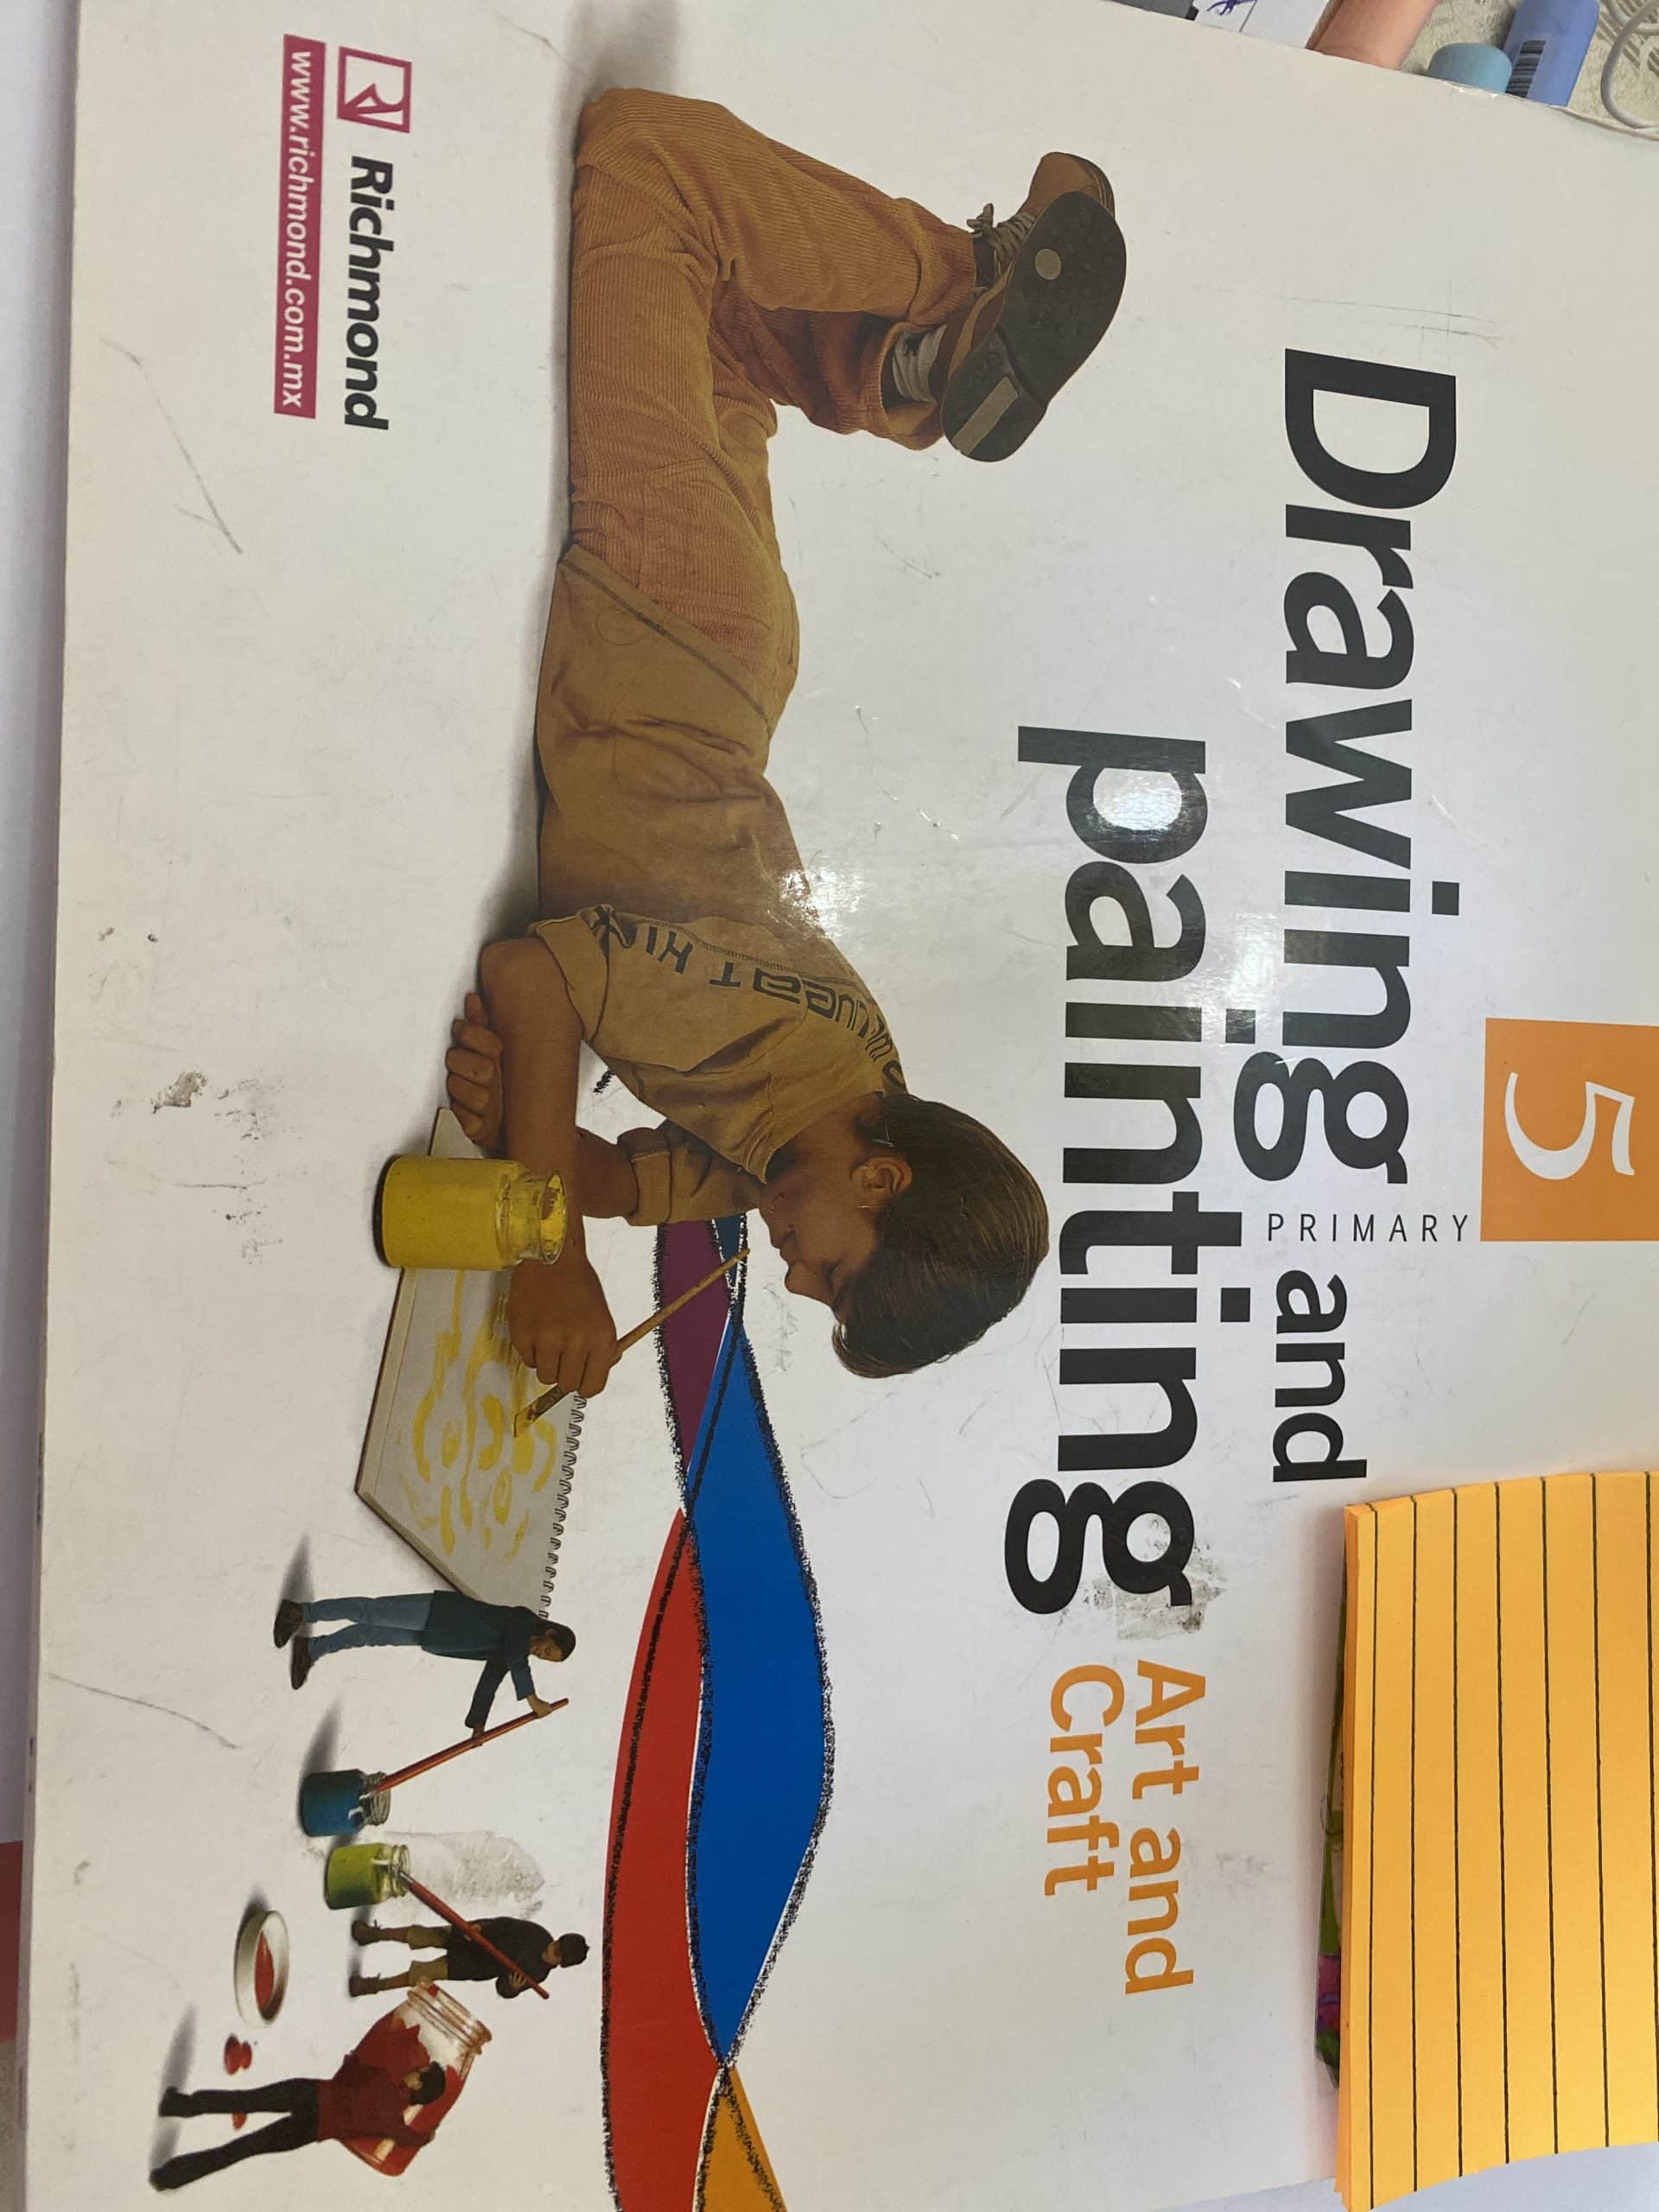 5
PRIMARY
Drawing and
painting
Art and
Craft
Richmond
www.richmond.com.mx